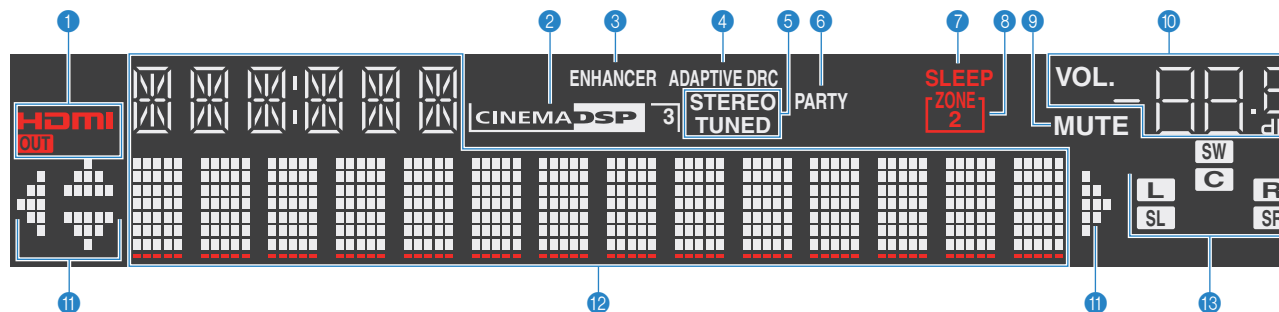 1 2 3 4 5 6 7 8 9 10
ENHANCER ADAPTIVE DRC SLEEP VOL.
HDMI OUT
CINEMA DSP 3
STEREO PARTY ZONE
TUNED 2 MUTE
SW
C
L R
SL
11 12 11 13